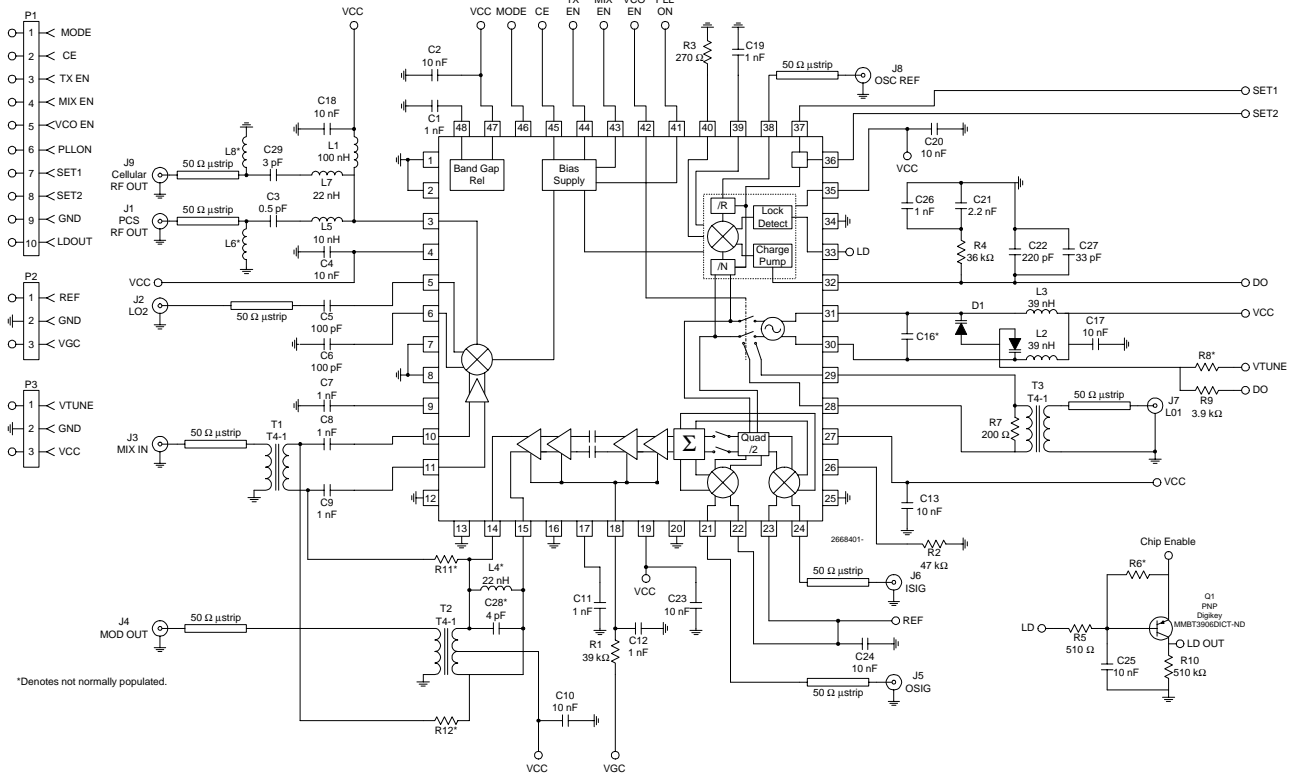 P1
1 MODE
2 CE
3 TX EN
4 MIX EN
5 VCO EN
6 PLLON
7 SET1
8 SET2
9 GND
10 LDOUT
P2
1 REF
2 GND
3 VGC
P3
1 VTUNE
2 GND
3 VCC
VCC
VCC
MODE
CE
TX
EN
MIX
EN
VCO
EN
PLL
ON
C2
10 nF
C1
1 nF
C18
10 nF
L1
100 nH
L8*
C29
3 pF
L7
22 nH
J9
Cellular
RF OUT
50 Ω µstrip
C3
0.5 pF
J1
PCS
RF OUT
50 Ω µstrip
L6*
L5
10 nH
C4
10 nF
VCC
J2
LO2
50 Ω µstrip
C5
100 pF
C6
100 pF
C7
1 nF
C8
1 nF
T1
T4-1
J3
MIX IN
50 Ω µstrip
C9
1 nF
R3
270 Ω
C19
1 nF
50 Ω µstrip
J8
OSC REF
48
47
46
45
44
43
42
41
40
39
38
37
1
2
3
4
5
6
7
8
9
10
11
12
13
14
15
16
17
18
19
20
21
22
23
24
36
35
34
33
32
31
30
29
28
27
26
25
Band Gap
Rel
Bias
Supply
/R
Lock
Detect
Charge
Pump
/N
Σ
Quad
/2
2668401-
SET1
SET2
C20
10 nF
VCC
C26
1 nF
C21
2.2 nF
R4
36 kΩ
C22
220 pF
C27
33 pF
LD
DO
L3
39 nH
D1
VCC
C16*
L2
39 nH
C17
10 nF
R8*
VTUNE
DO
R9
3.9 kΩ
T3
T4-1
50 Ω µstrip
J7
L01
R7
200 Ω
VCC
C13
10 nF
R2
47 kΩ
J6
ISIG
50 Ω µstrip
REF
C24
10 nF
50 Ω µstrip
J5
OSIG
R11*
L4*
22 nH
C28*
4 pF
T2
T4-1
J4
MOD OUT
50 Ω µstrip
R12*
C11
1 nF
R1
39 kΩ
C12
1 nF
VCC
C23
10 nF
C10
10 nF
VCC
VGC
Chip Enable
R6*
Q1
PNP
Digikey
MMBT3906DICT-ND
LD
R5
510 Ω
LD OUT
C25
10 nF
R10
510 kΩ
*Denotes not normally populated.